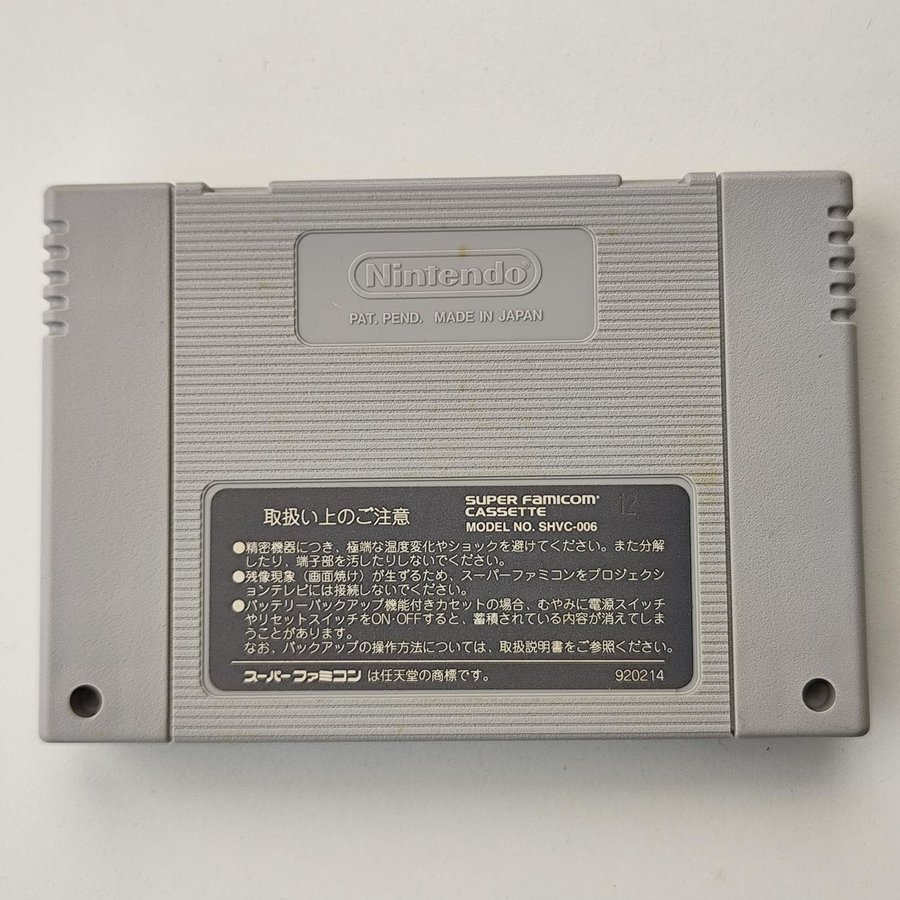 Nintendo®
PAT. PEND. MADE IN JAPAN
取扱い上のご注意
SUPER FAMICOM®
CASSETTE
MODEL NO. SHVC-006
12
●精密機器につき、極端な温度変化やショックを避けてください。また分解
したり、端子部を汚したりしないでください。
●残像現象（画面焼け）が生ずるため、スーパーファミコンをプロジェクシ
ョンテレビには接続しないでください。
●バッテリーバックアップ機能付きカセットの場合、むやみに電源スイッチ
やリセットスイッチをON・OFFすると、蓄積されている内容が消えてしま
うことがあります。
なお、バックアップの操作方法については、取扱説明書をご参照ください。
スーパーファミコン は任天堂の商標です。
920214